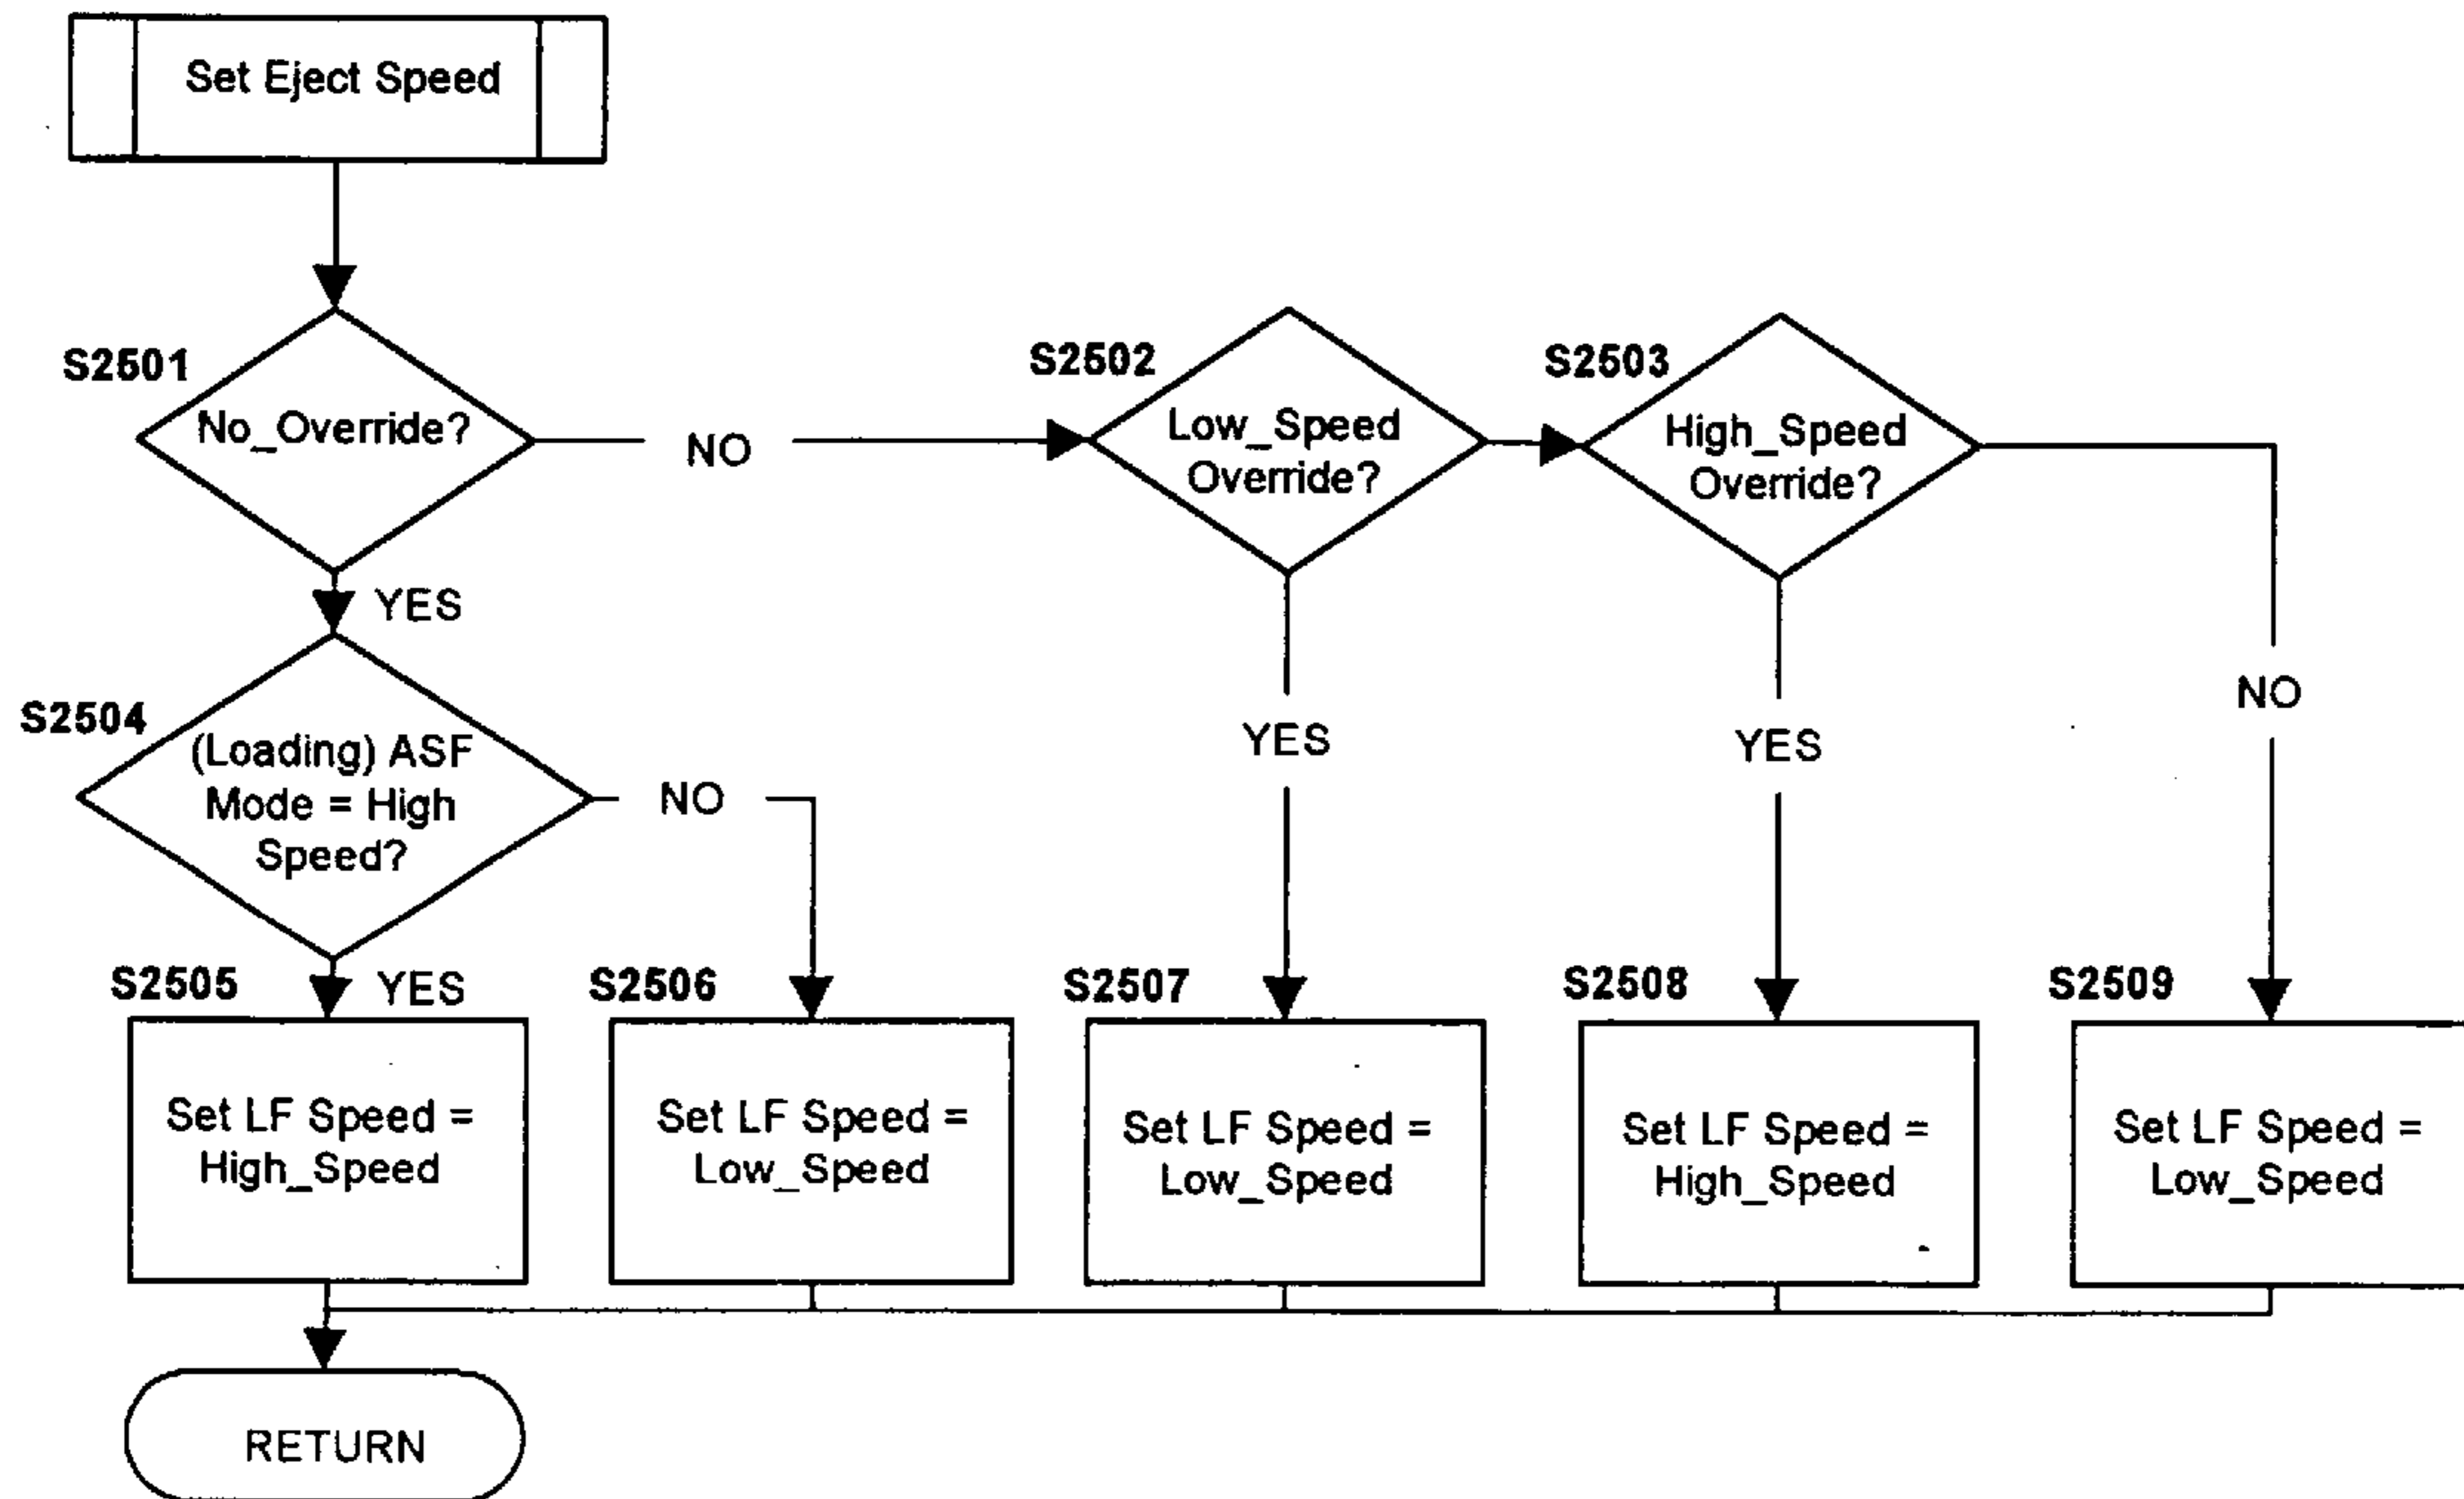 Set Eject Speed
S2501
No_Override?
NO
S2502
Low_Speed
Override?
S2503
High_Speed
Override?
YES
NO
S2504
(Loading) ASF
Mode = High
Speed?
NO
YES
YES
YES
S2505
S2506
S2507
S2508
S2509
Set LF Speed =
High_Speed
Set LF Speed =
Low_Speed
Set LF Speed =
Low_Speed
Set LF Speed =
High_Speed
Set LF Speed =
Low_Speed
RETURN